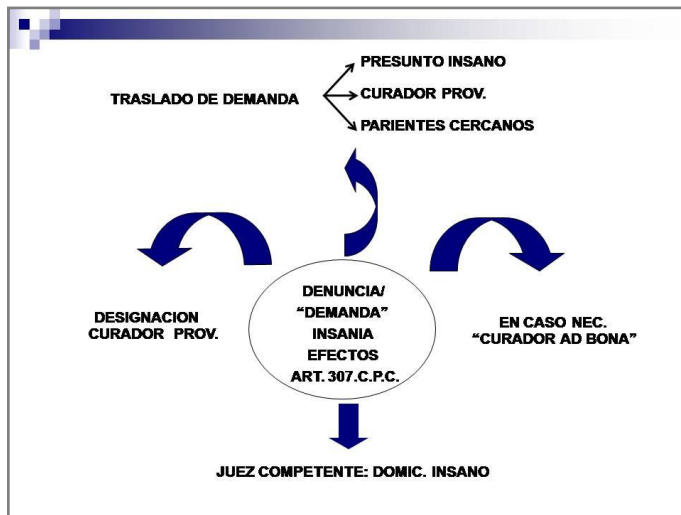 PRESUNTO INSANO
TRASLADO DE DEMANDA
CURADOR PROV.
PARIENTES CERCANOS
DESIGNACION
CURADOR PROV.
DENUNCIA/
“DEMANDA”
INSANIA
EFECTOS
ART. 307.C.P.C.
EN CASO NEC.
“CURADOR AD BONA”
JUEZ COMPETENTE: DOMIC. INSANO